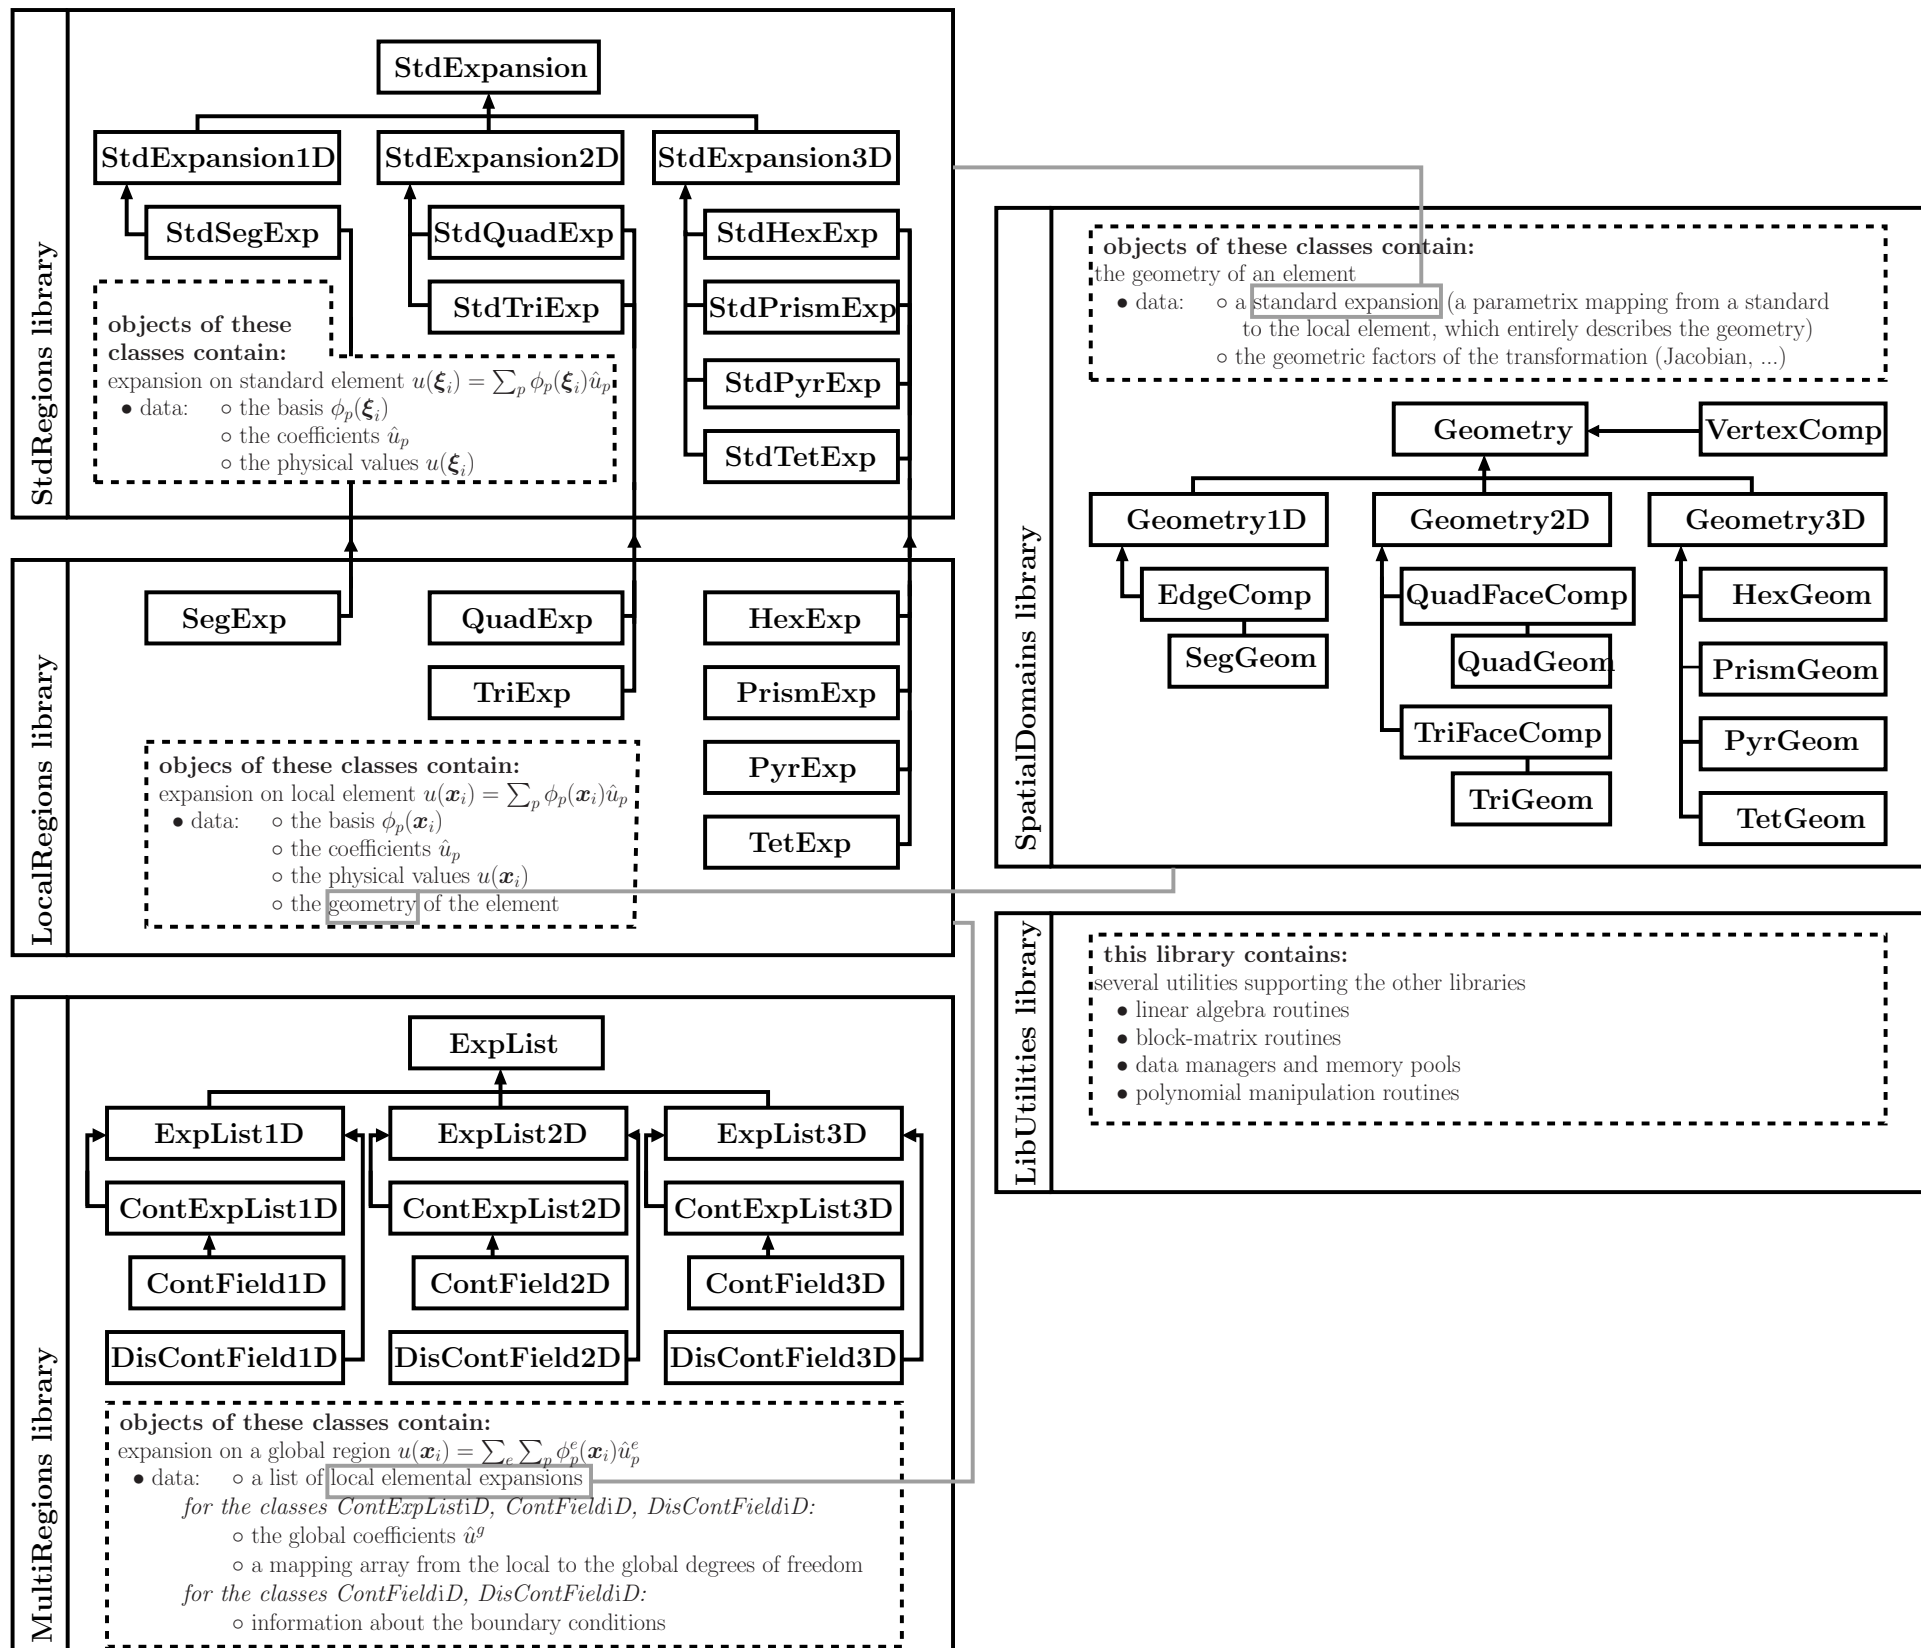 StdRegions library
StdExpansion
StdExpansion1D
StdExpansion2D
StdExpansion3D
StdSegExp
StdQuadExp
StdHexExp
StdTriExp
StdPrismExp
StdPyrExp
StdTetExp
objects of these
classes contain:
expansion on standard element u(ξ_i) = ∑_p ϕ_p(ξ_i)û_p
• data: ◦ the basis ϕ_p(ξ_i)
◦ the coefficients û_p
◦ the physical values u(ξ_i)
LocalRegions library
SegExp
QuadExp
HexExp
TriExp
PrismExp
PyrExp
TetExp
objecs of these classes contain:
expansion on local element u(x_i) = ∑_p ϕ_p(x_i)û_p
• data: ◦ the basis ϕ_p(x_i)
◦ the coefficients û_p
◦ the physical values u(x_i)
◦ the geometry of the element
MultiRegions library
ExpList
ExpList1D
ExpList2D
ExpList3D
ContExpList1D
ContExpList2D
ContExpList3D
ContField1D
ContField2D
ContField3D
DisContField1D
DisContField2D
DisContField3D
objects of these classes contain:
expansion on a global region u(x_i) = ∑_e ∑_p ϕ_p^e(x_i)û_p^e
• data: ◦ a list of local elemental expansions
for the classes ContExpListiD, ContFieldiD, DisContFieldiD:
◦ the global coefficients û^g
◦ a mapping array from the local to the global degrees of freedom
for the classes ContFieldiD, DisContFieldiD:
◦ information about the boundary conditions
SpatialDomains library
objects of these classes contain:
the geometry of an element
• data: ◦ a standard expansion (a parametrix mapping from a standard
to the local element, which entirely describes the geometry)
◦ the geometric factors of the transformation (Jacobian, ...)
Geometry
VertexComp
Geometry1D
Geometry2D
Geometry3D
EdgeComp
QuadFaceComp
HexGeom
SegGeom
QuadGeom
PrismGeom
TriFaceComp
PyrGeom
TriGeom
TetGeom
LibUtilities library
this library contains:
several utilities supporting the other libraries
• linear algebra routines
• block-matrix routines
• data managers and memory pools
• polynomial manipulation routines